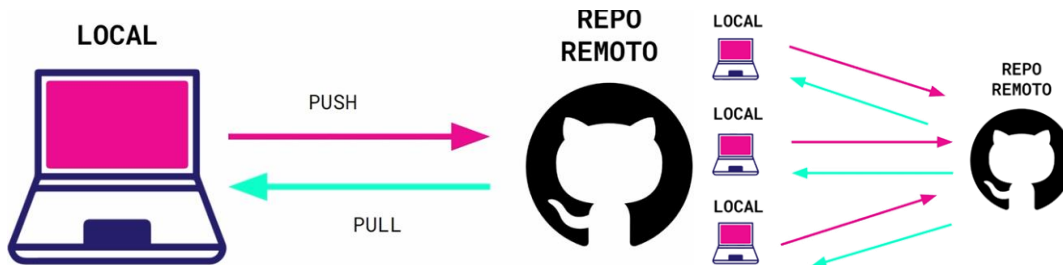 LOCAL
PUSH
PULL
REPO
REMOTO
LOCAL
LOCAL
LOCAL
REPO
REMOTO